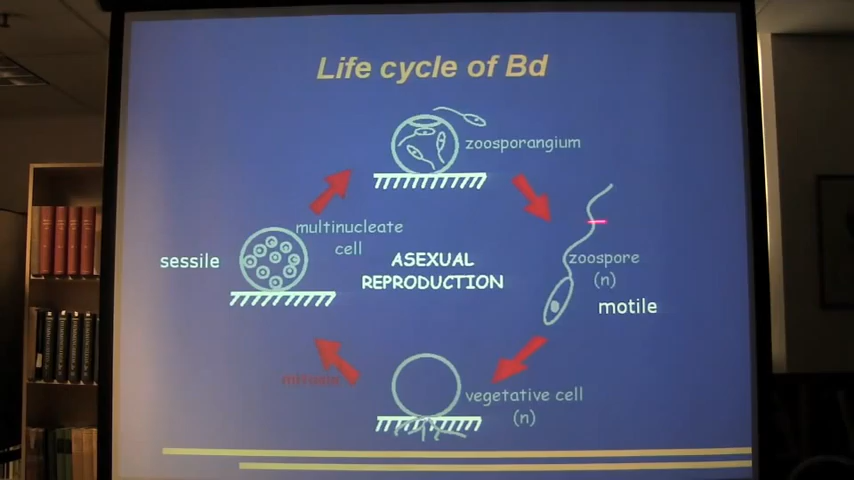 Life cycle of Bd
zoosporangium
multinucleate
cell
sessile
ASEXUAL
REPRODUCTION
zoospore
(n)
motile
vegetative cell
(n)